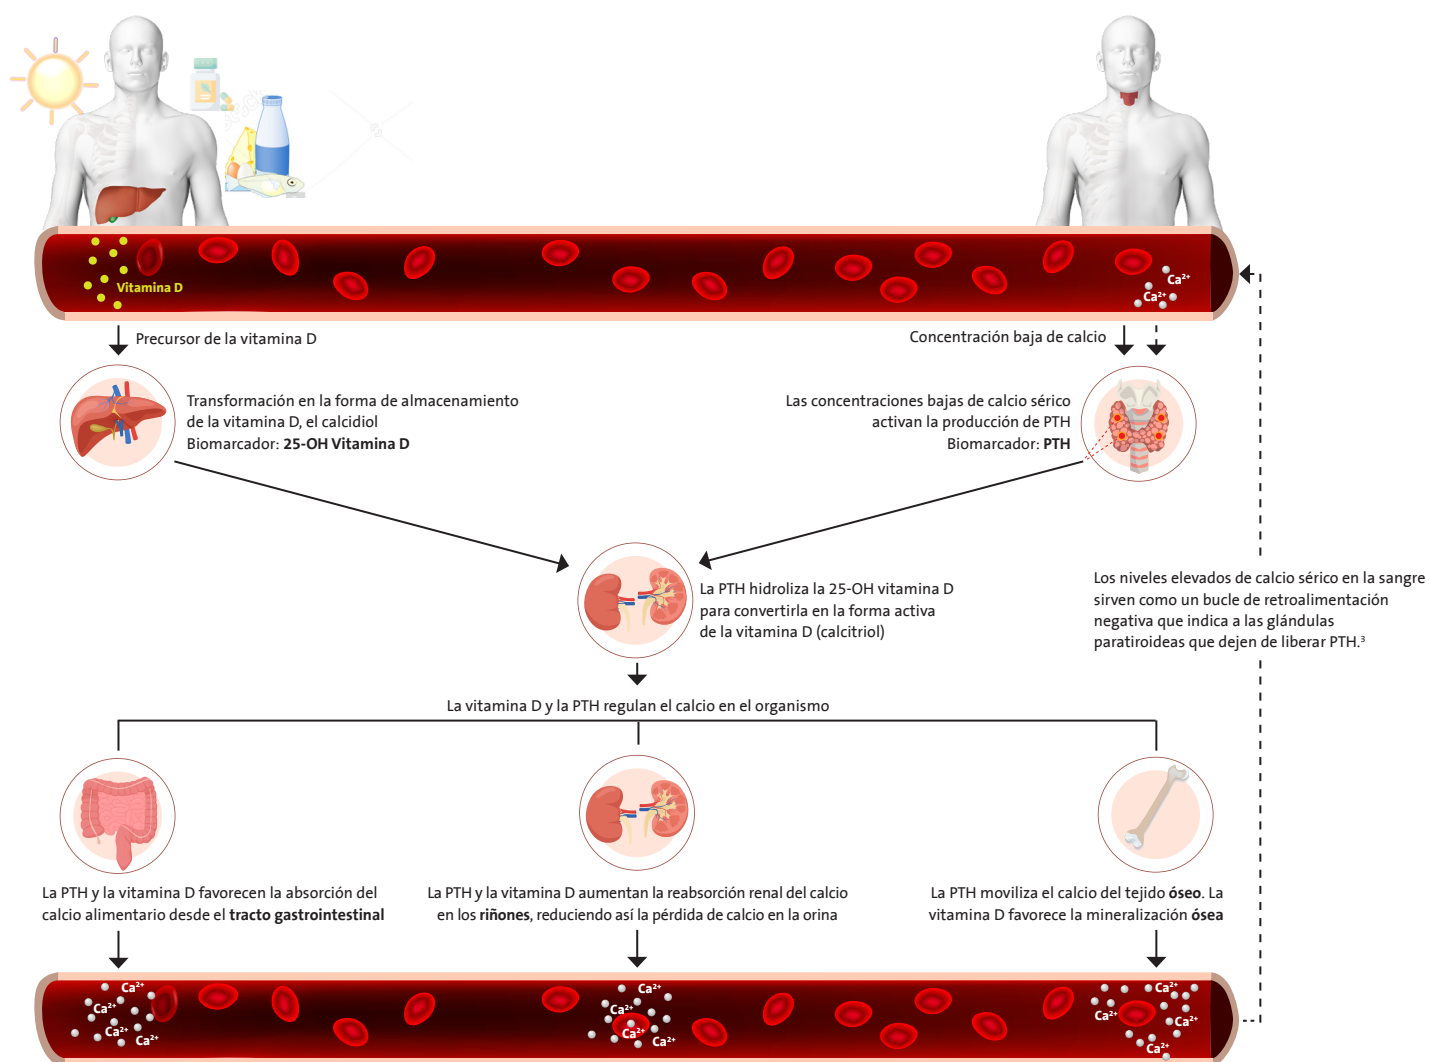 Vitamina D
Ca²⁺
Ca²⁺
Precursor de la vitamina D
Concentración baja de calcio
Transformación en la forma de almacenamiento
de la vitamina D, el calcidiol
Biomarcador: 25-OH Vitamina D
Las concentraciones bajas de calcio sérico
activan la producción de PTH
Biomarcador: PTH
La PTH hidroliza la 25-OH vitamina D
para convertirla en la forma activa
de la vitamina D (calcitriol)
Los niveles elevados de calcio sérico en la sangre
sirven como un bucle de retroalimentación
negativa que indica a las glándulas
paratiroideas que dejen de liberar PTH.³
La vitamina D y la PTH regulan el calcio en el organismo
La PTH y la vitamina D favorecen la absorción del
calcio alimentario desde el tracto gastrointestinal
La PTH y la vitamina D aumentan la reabsorción renal del calcio
en los riñones, reduciendo así la pérdida de calcio en la orina
La PTH moviliza el calcio del tejido óseo. La
vitamina D favorece la mineralización ósea
Ca²⁺
Ca²⁺
Ca²⁺
Ca²⁺
Ca²⁺
Ca²⁺
Ca²⁺
Ca²⁺
Ca²⁺
Ca²⁺
Ca²⁺
Ca²⁺